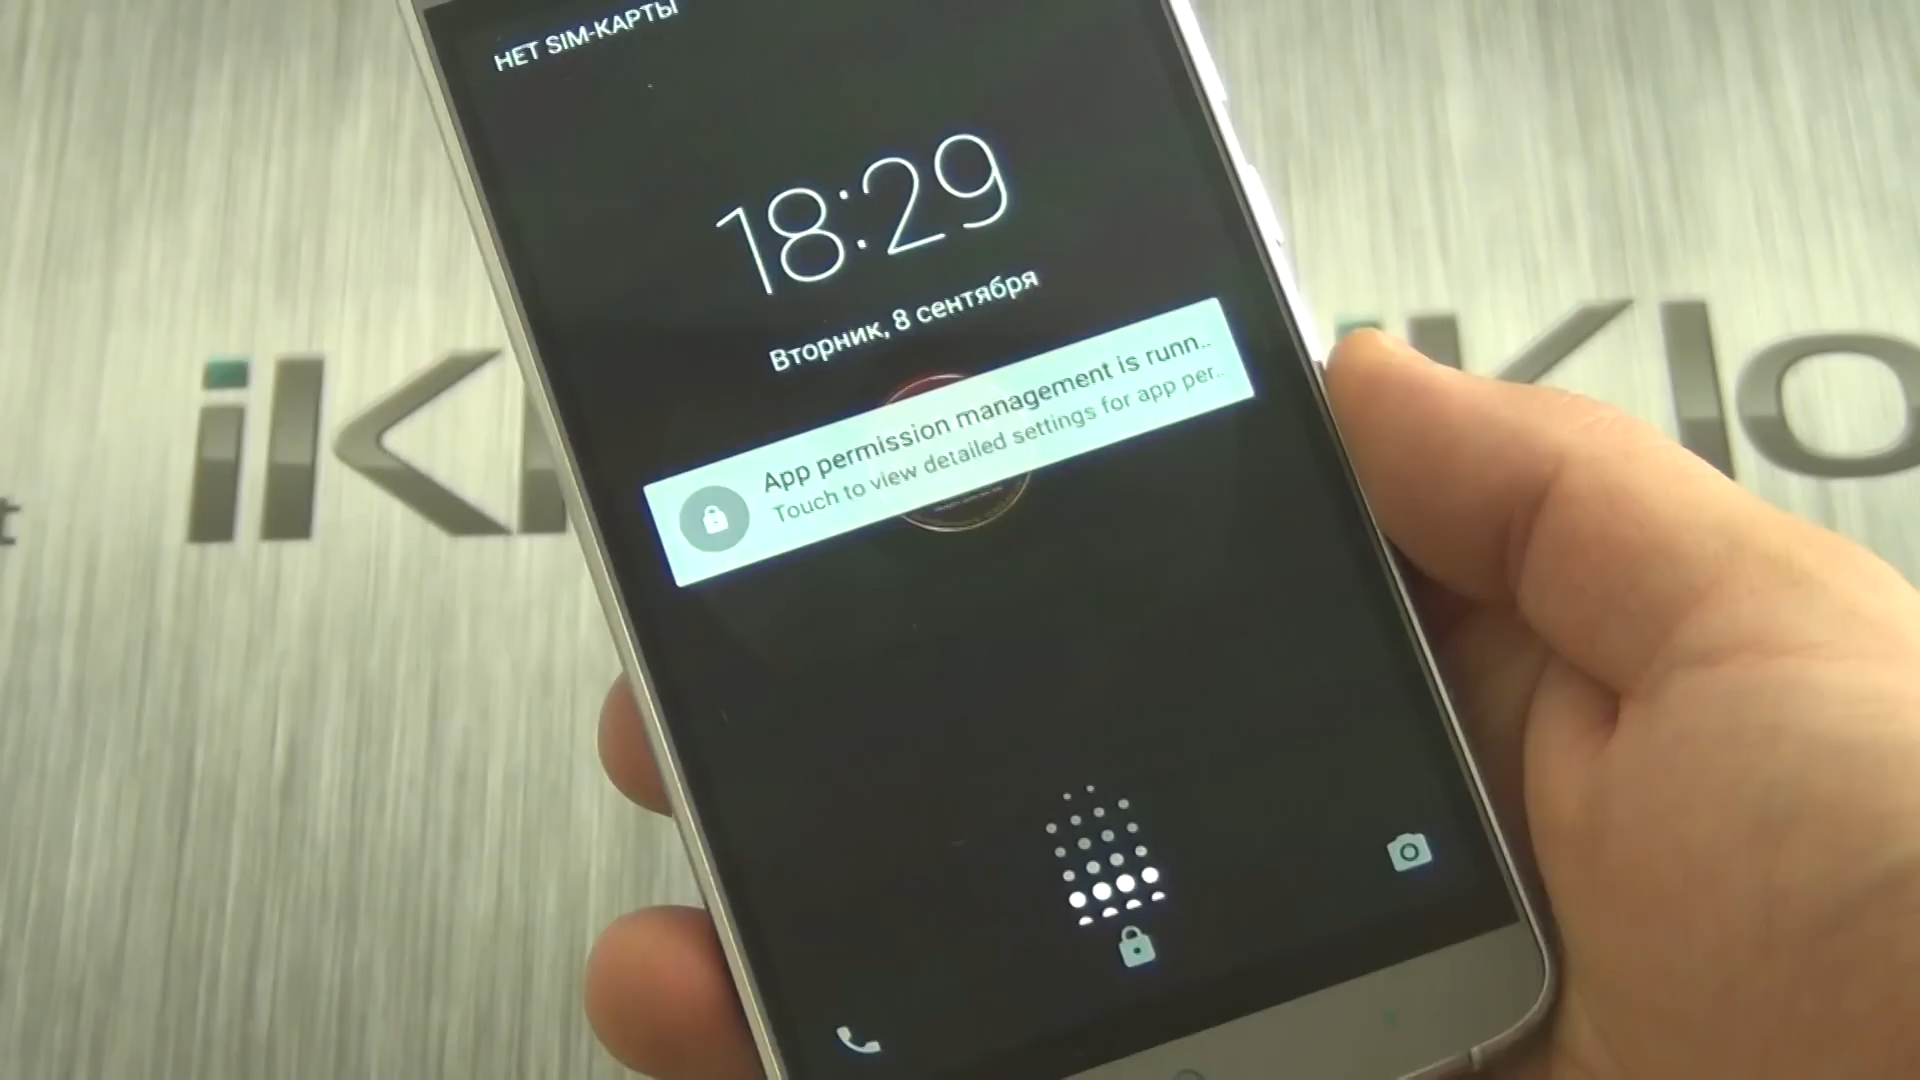 НЕТ SIM-КАРТЫ
18:29
Вторник, 8 сентября
App permission management is runn..
Touch to view detailed settings for app per..
iKlo